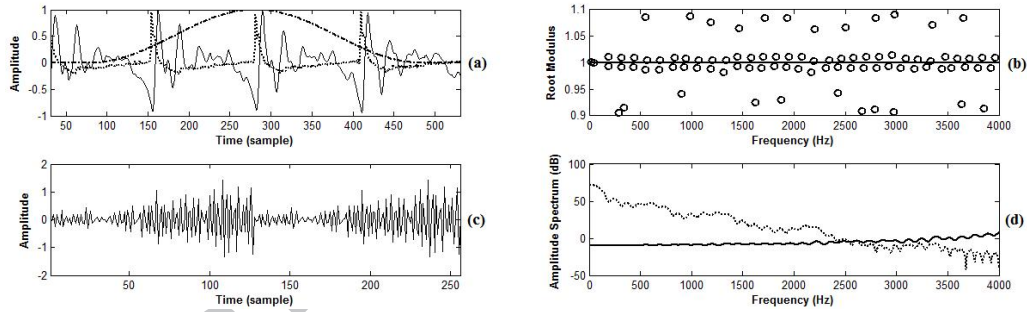 1
0.5
0
-0.5
-1
Amplitude
50 100 150 200 250 300 350 400 450 500
Time (sample)
(a)
1.1
1.05
1
0.95
0.9
Root Modulus
0 500 1000 1500 2000 2500 3000 3500 4000
Frequency (Hz)
(b)
2
1
0
-1
-2
Amplitude
50 100 150 200 250
Time (sample)
(c)
100
50
0
-50
Amplitude Spectrum (dB)
0 500 1000 1500 2000 2500 3000 3500 4000
Frequency (Hz)
(d)